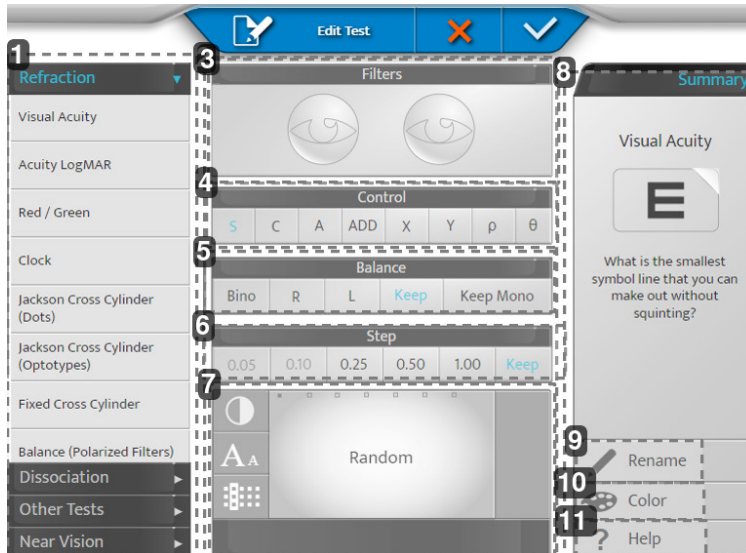 Edit Test
1
Refraction
Visual Acuity
Acuity LogMAR
Red / Green
Clock
Jackson Cross Cylinder
(Dots)
Jackson Cross Cylinder
(Optotypes)
Fixed Cross Cylinder
Balance (Polarized Filters)
Dissociation
Other Tests
Near Vision
3
Filters
4
Control
S C A ADD X Y ρ θ
5
Balance
Bino R L Keep Keep Mono
6
Step
0.05 0.10 0.25 0.50 1.00 Keep
7
A A
Random
8
Summary
Visual Acuity
E
What is the smallest
symbol line that you can
make out without
squinting?
9
Rename
10
Color
11
? Help